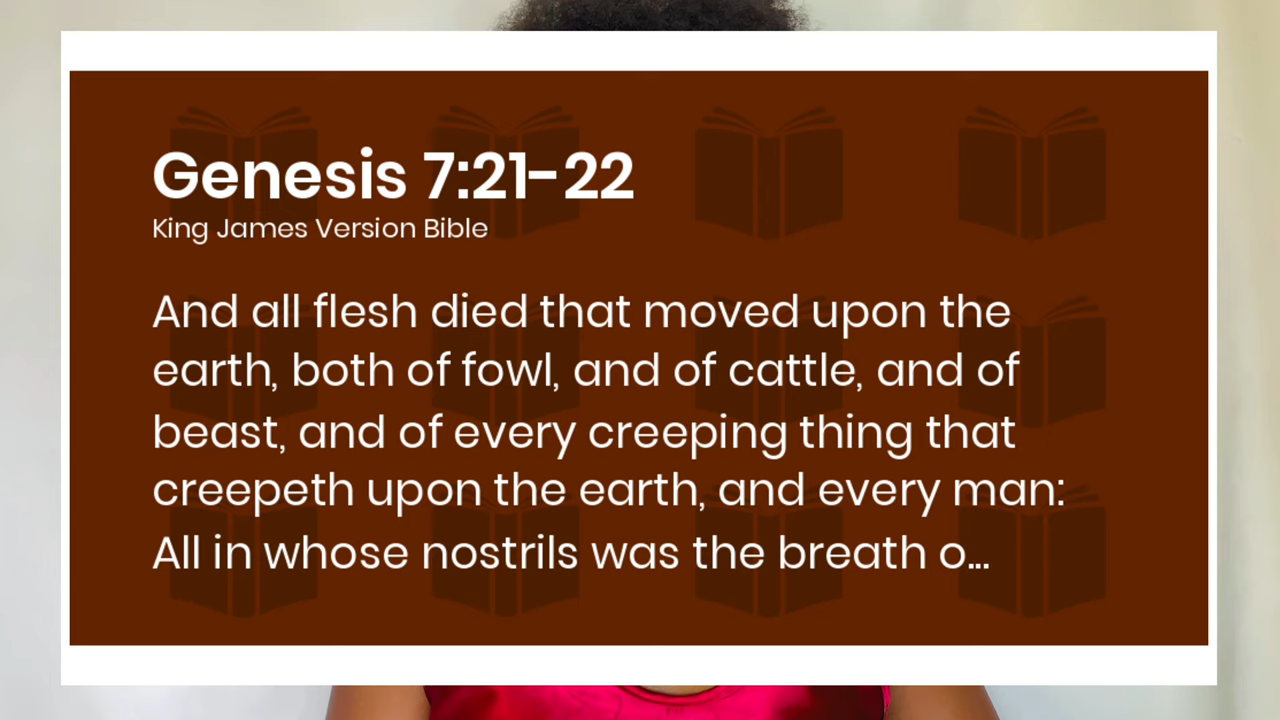 Genesis 7:21-22
King James Version Bible
And all flesh died that moved upon the
earth, both of fowl, and of cattle, and of
beast, and of every creeping thing that
creepeth upon the earth, and every man:
All in whose nostrils was the breath o...